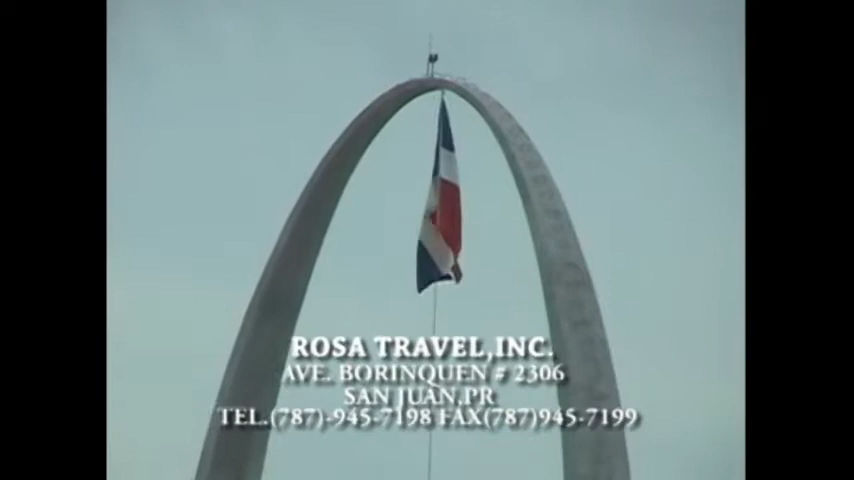 ROSA TRAVEL,INC.
AVE. BORINQUEN # 2306
SAN JUAN,PR
TEL.(787)-945-7198 FAX(787)945-7199